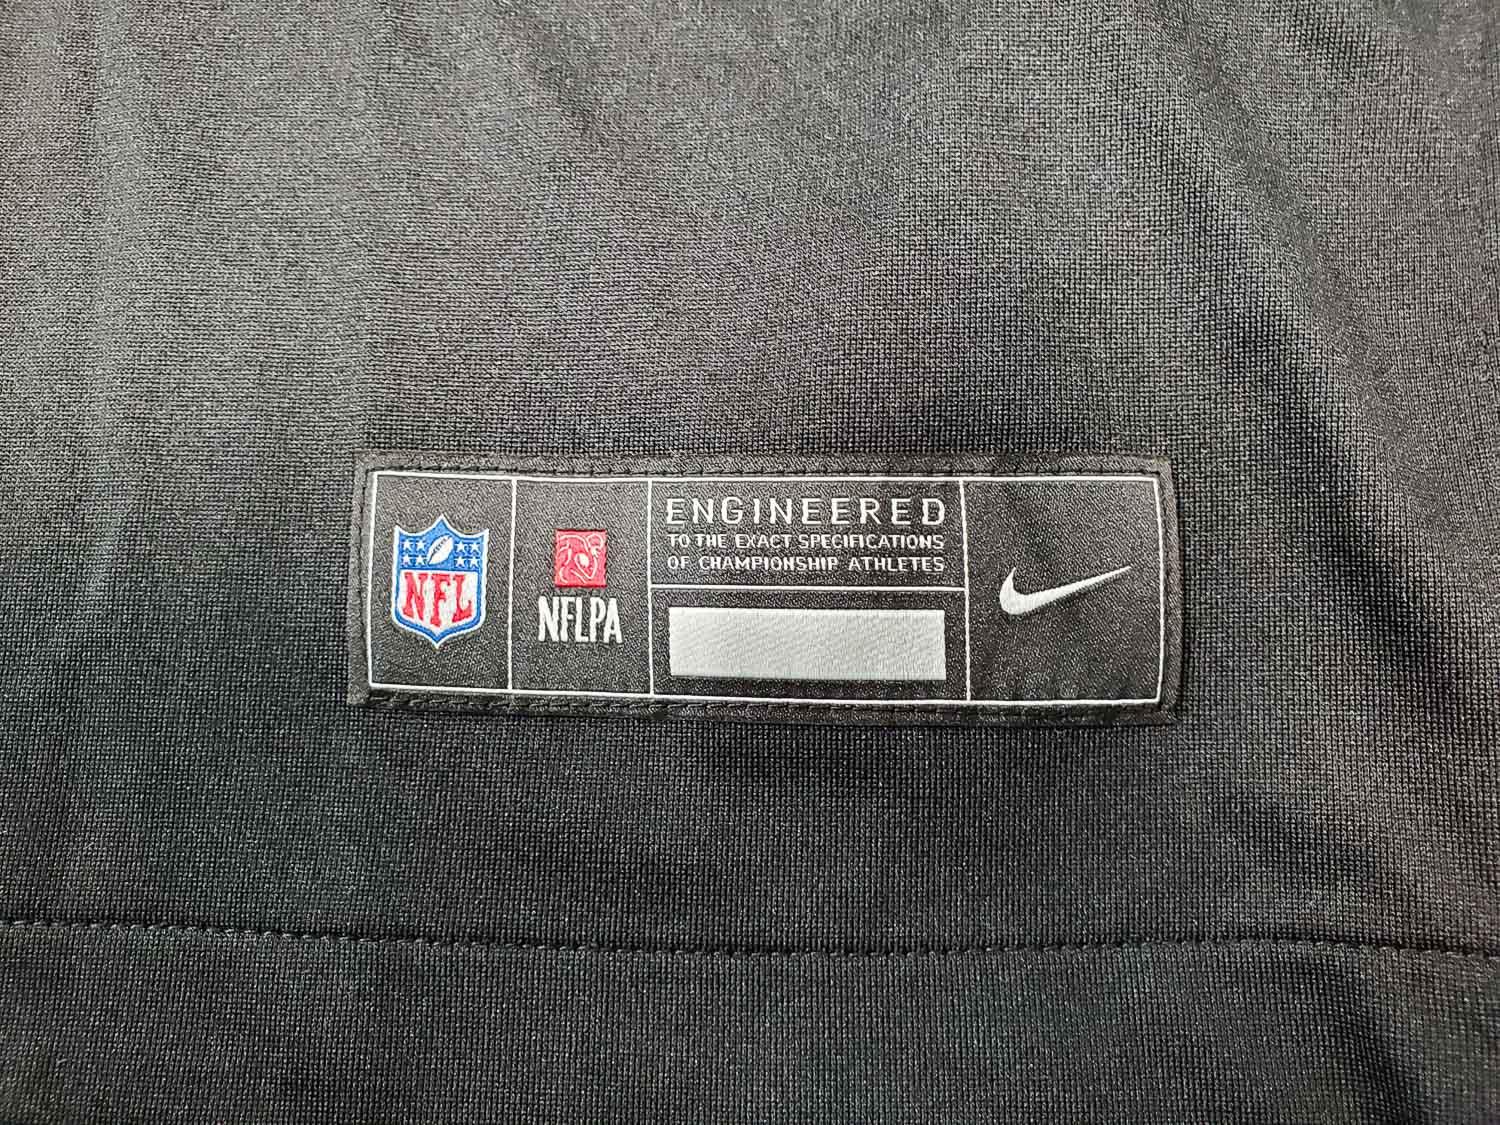 NFL
NFLPA
ENGINEERED
TO THE EXACT SPECIFICATIONS
OF CHAMPIONSHIP ATHLETES